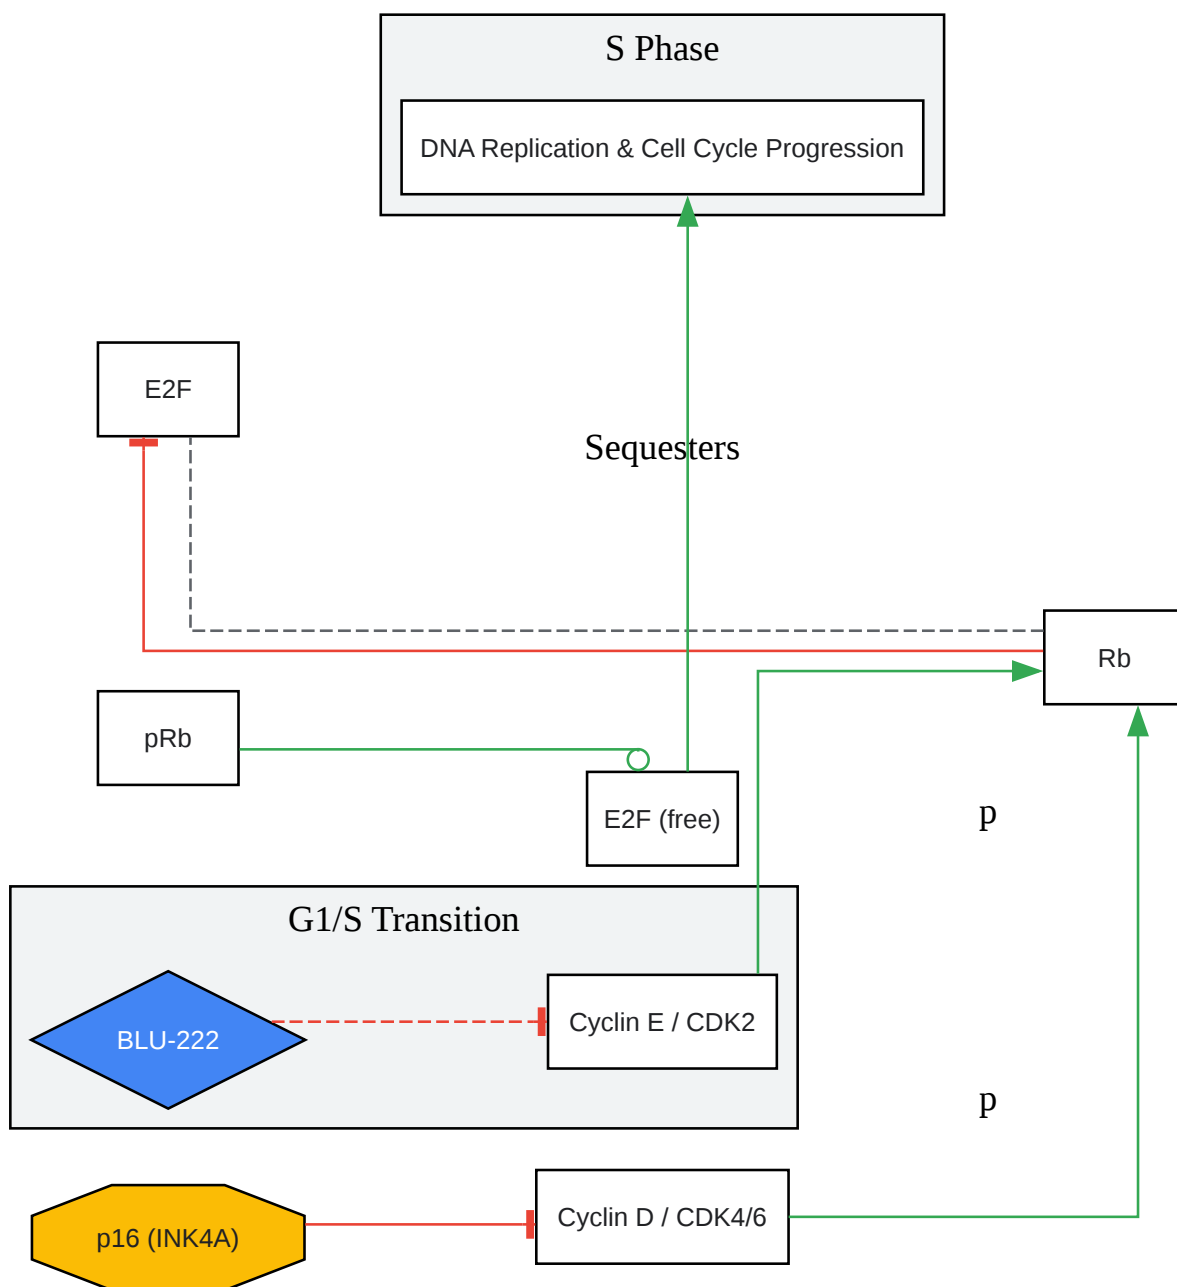 S Phase
DNA Replication & Cell Cycle Progression
E2F
Sequesters
Rb
pRb
E2F (free)
p
G1/S Transition
BLU-222
Cyclin E / CDK2
p
Cyclin D / CDK4/6
p16 (INK4A)